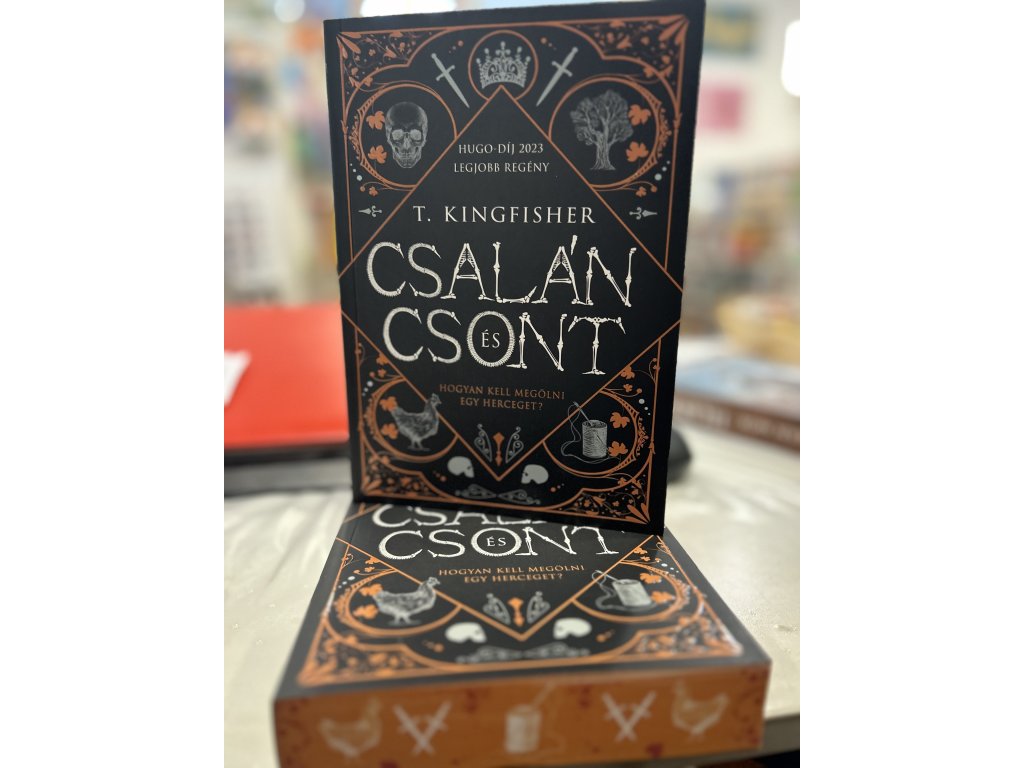 HUGO-DÍJ 2023
LEGJOBB REGÉNY
T. KINGFISHER
CSALÁN
ÉS
CSONT
HOGYAN KELL MEGÖLNI
EGY HERCEGET?
CSALÁN
ÉS
CSONT
HOGYAN KELL MEGÖLNI
EGY HERCEGET?